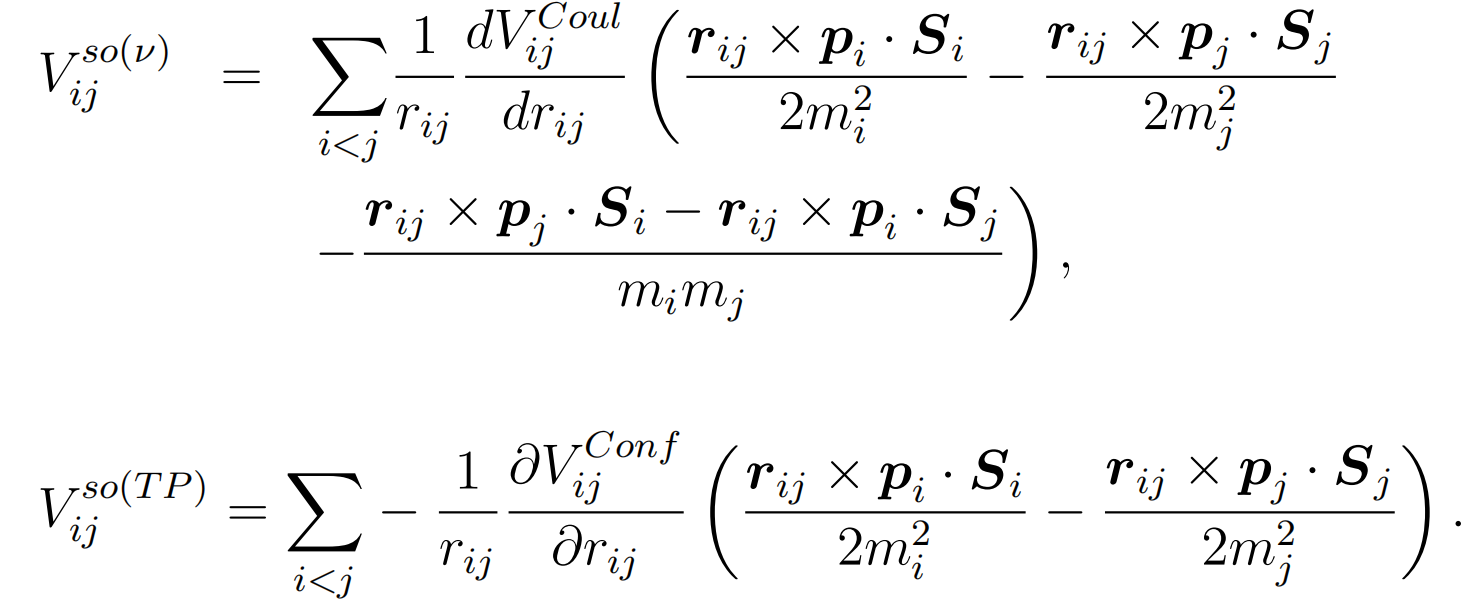 $V_{ij}^{so(\nu)} = \sum_{i<j} \frac{1}{r_{ij}} \frac{dV_{ij}^{Coul}}{dr_{ij}} \left( \frac{\boldsymbol{r}_{ij} \times \boldsymbol{p}_i \cdot \boldsymbol{S}_i}{2m_i^2} - \frac{\boldsymbol{r}_{ij} \times \boldsymbol{p}_j \cdot \boldsymbol{S}_j}{2m_j^2} \right.$
$\left. - \frac{\boldsymbol{r}_{ij} \times \boldsymbol{p}_j \cdot \boldsymbol{S}_i - \boldsymbol{r}_{ij} \times \boldsymbol{p}_i \cdot \boldsymbol{S}_j}{m_i m_j} \right) ,$
$V_{ij}^{so(TP)} = \sum_{i<j} - \frac{1}{r_{ij}} \frac{\partial V_{ij}^{Conf}}{\partial r_{ij}} \left( \frac{\boldsymbol{r}_{ij} \times \boldsymbol{p}_i \cdot \boldsymbol{S}_i}{2m_i^2} - \frac{\boldsymbol{r}_{ij} \times \boldsymbol{p}_j \cdot \boldsymbol{S}_j}{2m_j^2} \right) .$